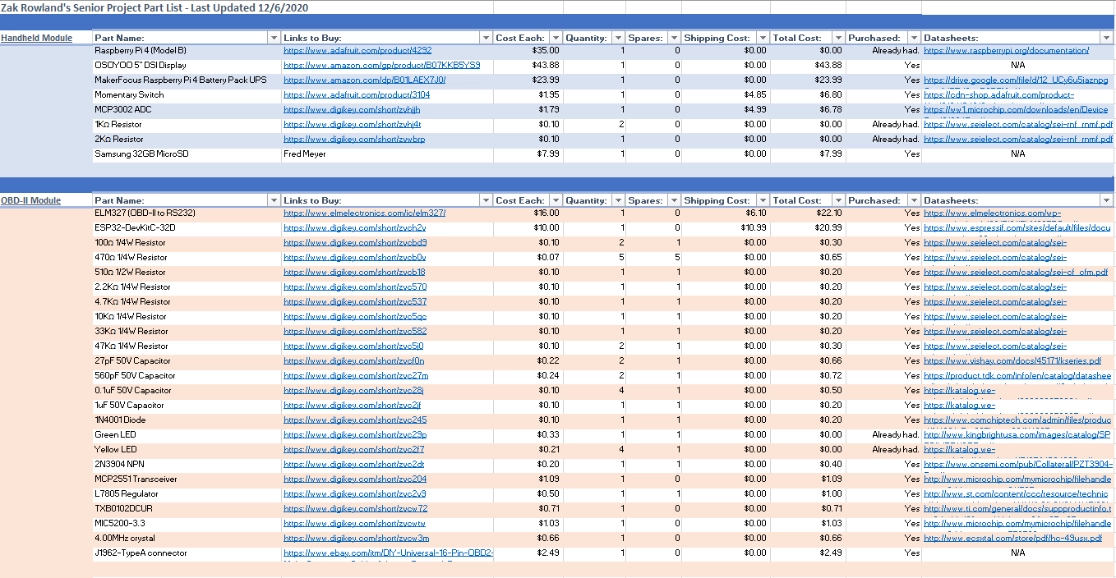 Zak Rowland's Senior Project Part List - Last Updated 12/6/2020
Handheld Module Part Name: Links to Buy: Cost Each: Quantity: Spares: Shipping Cost: Total Cost: Purchased: Datasheets:
Raspberry Pi 4 (Model B) https://www.adafruit.com/product/4292 $35.00 1 0 $0.00 $0.00 Already had. https://www.raspberrypi.org/documentation/
OSOYOO 5" DSI Display https://www.amazon.com/gp/product/B07KKB5YS9 $43.88 1 0 $0.00 $43.88 Yes N/A
MakerFocus Raspberry Pi 4 Battery Pack UPS https://www.amazon.com/dp/B01LAEX7J0/ $23.99 1 0 $0.00 $23.99 Yes
Momentary Switch https://www.adafruit.com/product/3104 $1.95 1 0 $4.85 $6.80 Yes https://cdn-shop.adafruit.com/product-
MCP3002 ADC https://www.digikey.com/short/zvhjjh $1.79 1 0 $4.99 $6.78 Yes https://ww1.microchip.com/downloads/en/Device
1KΩ Resistor https://www.digikey.com/short/zvhj4t $0.10 2 0 $0.00 $0.00 Already had. https://www.seielect.com/catalog/sei-rnf_rnmf.pdf
2KΩ Resistor https://www.digikey.com/short/zvwbrp $0.10 1 0 $0.00 $0.00 Already had. https://www.seielect.com/catalog/sei-rnf_rnmf.pdf
Samsung 32GB MicroSD Fred Meyer $7.99 1 0 $0.00 $7.99 Yes N/A
OBD-II Module Part Name: Links to Buy: Cost Each: Quantity: Spares: Shipping Cost: Total Cost: Purchased: Datasheets:
ELM327 (OBD-II to RS232) https://www.elmelectronics.com/ic/elm327/ $16.00 1 0 $6.10 $22.10 Yes https://www.elmelectronics.com/wp-
ESP32-DevKitC-32D https://www.digikey.com/short/zvch2v $10.00 1 0 $10.99 $20.99 Yes https://www.espressif.com/sites/default/files/docu
100Ω 1/4W Resistor https://www.digikey.com/short/zvcbd9 $0.10 2 1 $0.00 $0.30 Yes https://www.seielect.com/catalog/sei-
470Ω 1/4W Resistor https://www.digikey.com/short/zvcb0v $0.07 5 5 $0.00 $0.65 Yes https://www.seielect.com/catalog/sei-
510Ω 1/2W Resistor https://www.digikey.com/short/zvcb18 $0.10 1 1 $0.00 $0.20 Yes https://www.seielect.com/catalog/sei-cf_cfm.pdf
2.2KΩ 1/4W Resistor https://www.digikey.com/short/zvc570 $0.10 1 1 $0.00 $0.20 Yes https://www.seielect.com/catalog/sei-
4.7KΩ 1/4W Resistor https://www.digikey.com/short/zvc537 $0.10 1 1 $0.00 $0.20 Yes https://www.seielect.com/catalog/sei-
10KΩ 1/4W Resistor https://www.digikey.com/short/zvc5qc $0.10 1 1 $0.00 $0.20 Yes https://www.seielect.com/catalog/sei-
33KΩ 1/4W Resistor https://www.digikey.com/short/zvc582 $0.10 1 1 $0.00 $0.20 Yes https://www.seielect.com/catalog/sei-
47KΩ 1/4W Resistor https://www.digikey.com/short/zvc5j0 $0.10 2 1 $0.00 $0.30 Yes https://www.seielect.com/catalog/sei-
27pF 50V Capacitor https://www.digikey.com/short/zvcf0n $0.22 2 1 $0.00 $0.66 Yes https://www.vishay.com/docs/45171/kseries.pdf
560pF 50V Capacitor https://www.digikey.com/short/zvc27m $0.24 2 1 $0.00 $0.72 Yes https://product.tdk.com/info/en/catalog/datashee
0.1uF 50V Capacitor https://www.digikey.com/short/zvc28j $0.10 4 1 $0.00 $0.50 Yes https://katalog.we-
1uF 50V Capacitor https://www.digikey.com/short/zvc2jf $0.10 1 1 $0.00 $0.20 Yes https://katalog.we-
1N4001 Diode https://www.digikey.com/short/zvc245 $0.10 1 1 $0.00 $0.20 Yes https://www.comchiptech.com/admin/files/produc
Green LED https://www.digikey.com/short/zvc29p $0.33 1 1 $0.00 $0.00 Already had. http://www.kingbrightusa.com/images/catalog/SP
Yellow LED https://www.digikey.com/short/zvc2f7 $0.21 4 1 $0.00 $0.00 Already had. https://katalog.we-
2N3904 NPN https://www.digikey.com/short/zvc2dt $0.20 1 1 $0.00 $0.40 Yes https://www.onsemi.com/pub/Collateral/PZT3904-
MCP2551 Transceiver https://www.digikey.com/short/zvc204 $1.09 1 0 $0.00 $1.09 Yes http://www.microchip.com/mymicrochip/filehandle
L7805 Regulator https://www.digikey.com/short/zvc2v9 $0.50 1 1 $0.00 $1.00 Yes http://www.st.com/content/ccc/resource/technic
TXB0102DCUR https://www.digikey.com/short/zvcw72 $0.71 1 0 $0.00 $0.71 Yes http://www.ti.com/general/docs/suppproductinfo.t
MIC5200-3.3 https://www.digikey.com/short/zvcwtw $1.03 1 0 $0.00 $1.03 Yes http://www.microchip.com/mymicrochip/filehandle
4.00MHz crystal https://www.digikey.com/short/zvcw3m $0.66 1 0 $0.00 $0.66 Yes http://www.ecsxtal.com/store/pdf/hc-49usx.pdf
J1962-TypeA connector https://www.ebay.com/itm/DIY-Universal-16-Pin-OBD2- $2.49 1 0 $0.00 $2.49 Yes N/A